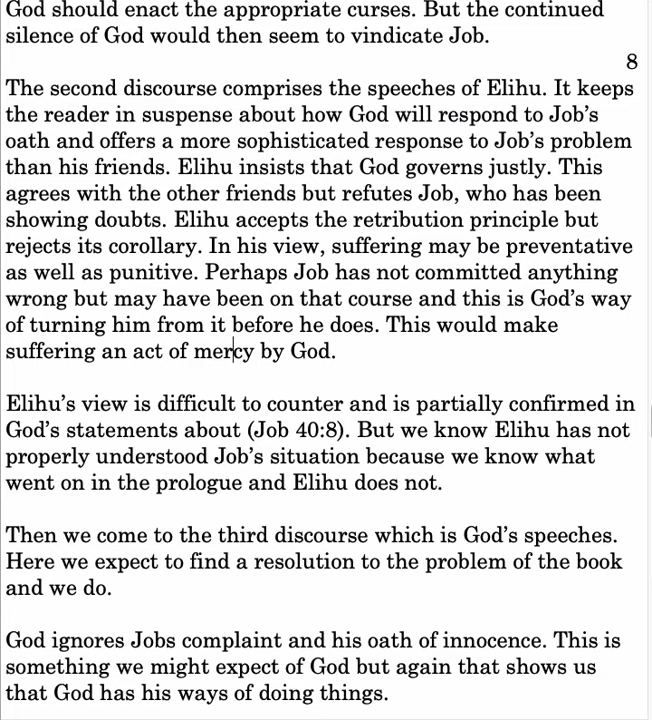 God should enact the appropriate curses. But the continued
silence of God would then seem to vindicate Job.
8
The second discourse comprises the speeches of Elihu. It keeps
the reader in suspense about how God will respond to Job's
oath and offers a more sophisticated response to Job's problem
than his friends. Elihu insists that God governs justly. This
agrees with the other friends but refutes Job, who has been
showing doubts. Elihu accepts the retribution principle but
rejects its corollary. In his view, suffering may be preventative
as well as punitive. Perhaps Job has not committed anything
wrong but may have been on that course and this is God's way
of turning him from it before he does. This would make
suffering an act of mercy by God.
Elihu's view is difficult to counter and is partially confirmed in
God's statements about (Job 40:8). But we know Elihu has not
properly understood Job's situation because we know what
went on in the prologue and Elihu does not.
Then we come to the third discourse which is God's speeches.
Here we expect to find a resolution to the problem of the book
and we do.
God ignores Jobs complaint and his oath of innocence. This is
something we might expect of God but again that shows us
that God has his ways of doing things.